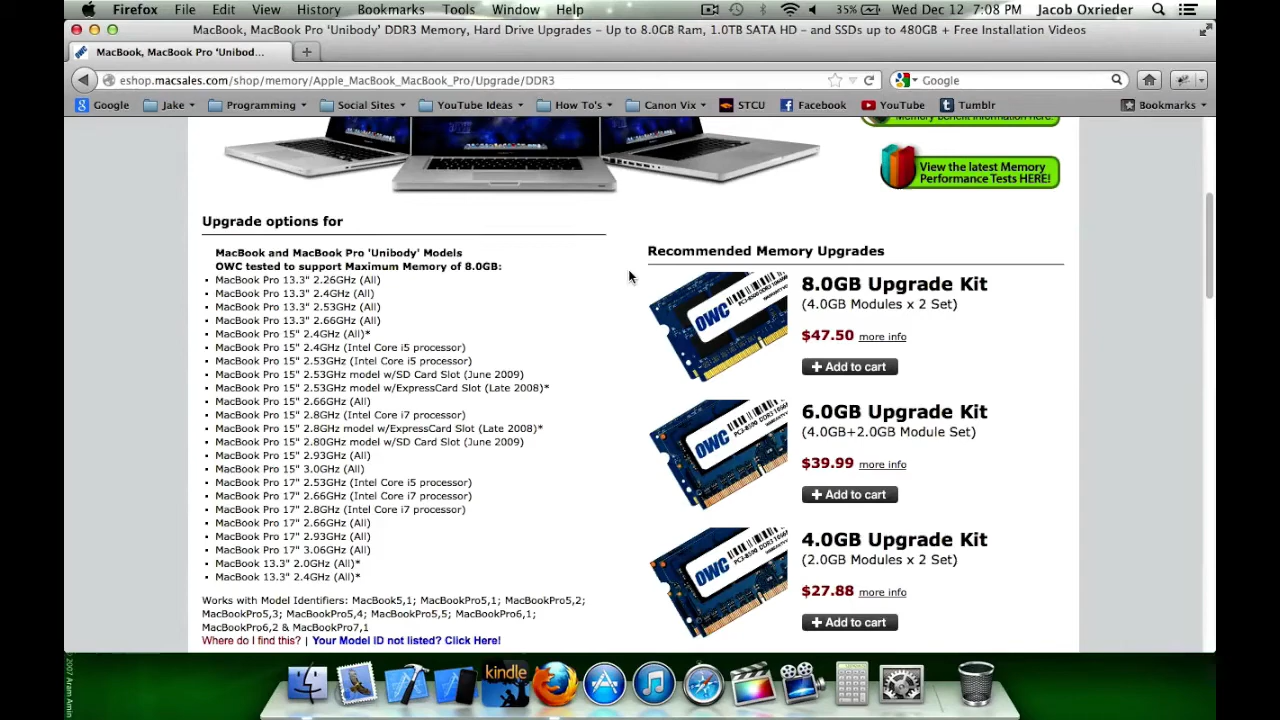 Firefox File Edit View History Bookmarks Tools Window Help 35% Wed Dec 12 7:08 PM Jacob Oxrieder
MacBook, MacBook Pro ‘Unibody’ DDR3 Memory, Hard Drive Upgrades – Up to 8.0GB Ram, 1.0TB SATA HD – and SSDs up to 480GB + Free Installation Videos
MacBook, MacBook Pro 'Unibod...
eshop.macsales.com/shop/memory/Apple_MacBook_MacBook_Pro/Upgrade/DDR3
Google
Google Jake Programming Social Sites YouTube Ideas How To's Canon Vix STCU Facebook YouTube Tumblr Bookmarks
Memory benefit information here!
View the latest Memory
Performance Tests HERE!
Upgrade options for
MacBook and MacBook Pro 'Unibody' Models
OWC tested to support Maximum Memory of 8.0GB:
MacBook Pro 13.3" 2.26GHz (All)
MacBook Pro 13.3" 2.4GHz (All)
MacBook Pro 13.3" 2.53GHz (All)
MacBook Pro 13.3" 2.66GHz (All)
MacBook Pro 15" 2.4GHz (All)*
MacBook Pro 15" 2.4GHz (Intel Core i5 processor)
MacBook Pro 15" 2.53GHz (Intel Core i5 processor)
MacBook Pro 15" 2.53GHz model w/SD Card Slot (June 2009)
MacBook Pro 15" 2.53GHz model w/ExpressCard Slot (Late 2008)*
MacBook Pro 15" 2.66GHz (All)
MacBook Pro 15" 2.8GHz (Intel Core i7 processor)
MacBook Pro 15" 2.8GHz model w/ExpressCard Slot (Late 2008)*
MacBook Pro 15" 2.80GHz model w/SD Card Slot (June 2009)
MacBook Pro 15" 2.93GHz (All)
MacBook Pro 15" 3.0GHz (All)
MacBook Pro 17" 2.53GHz (Intel Core i5 processor)
MacBook Pro 17" 2.66GHz (Intel Core i7 processor)
MacBook Pro 17" 2.8GHz (Intel Core i7 processor)
MacBook Pro 17" 2.66GHz (All)
MacBook Pro 17" 2.93GHz (All)
MacBook Pro 17" 3.06GHz (All)
MacBook 13.3" 2.0GHz (All)*
MacBook 13.3" 2.4GHz (All)*
Works with Model Identifiers: MacBook5,1; MacBookPro5,1; MacBookPro5,2;
MacBookPro5,3; MacBookPro5,4; MacBookPro5,5; MacBookPro6,1;
MacBookPro6,2 & MacBookPro7,1
Where do I find this? | Your Model ID not listed? Click Here!
Recommended Memory Upgrades
OWC
8.0GB Upgrade Kit
(4.0GB Modules x 2 Set)
$47.50 more info
Add to cart
OWC
6.0GB Upgrade Kit
(4.0GB+2.0GB Module Set)
$39.99 more info
Add to cart
OWC
4.0GB Upgrade Kit
(2.0GB Modules x 2 Set)
$27.88 more info
Add to cart
kindle